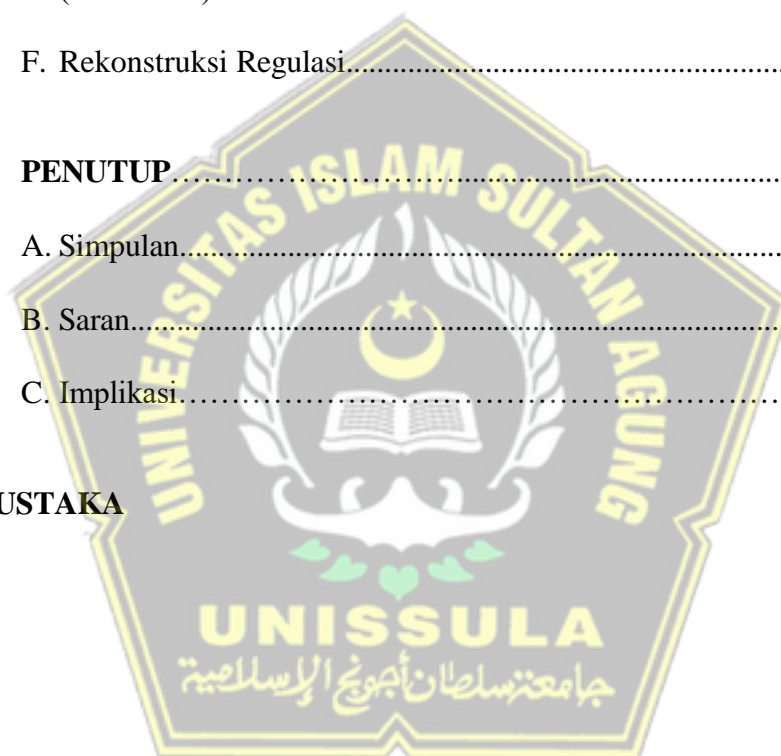 F. Rekonstruksi Regulasi....................................................
PENUTUP…………………………………………................
A. Simpulan.......................................................................
B. Saran.............................................................................
C. Implikasi……………………………………………………
USTAKA
UNIVERSITAS ISLAM SULTAN AGUNG
UNISSULA
جامعة سلطان أجونج الإسلامية